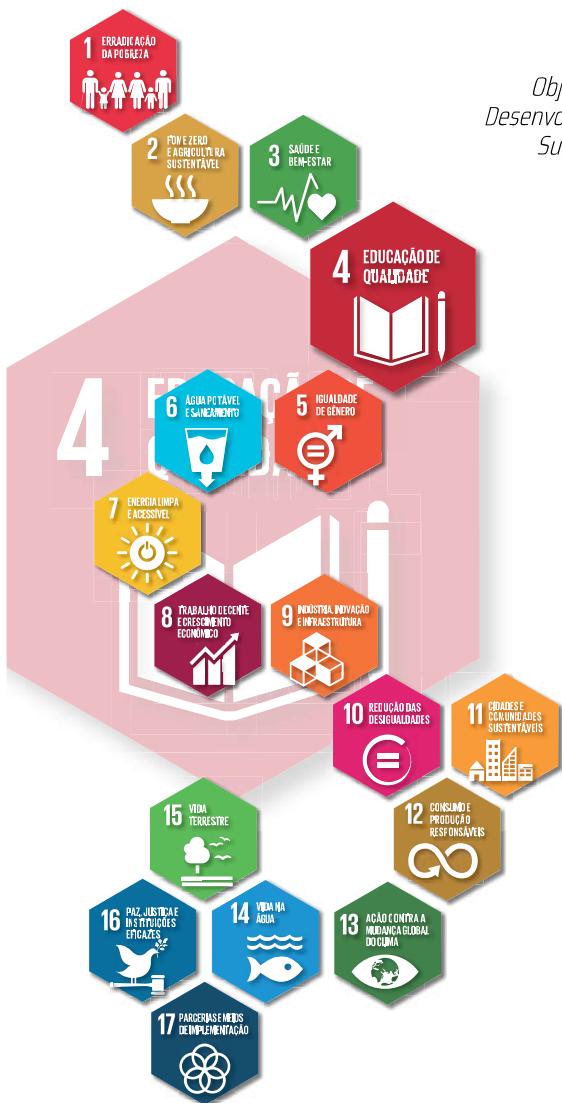 1 ERRADICAÇÃO
DA POBREZA
Obj
Desenvo
Su
2 FOME ZERO
E AGRICULTURA
SUSTENTÁVEL
3 SAÚDE E
BEM-ESTAR
4 EDUCAÇÃO DE
QUALIDADE
4
6 ÁGUA POTÁVEL
E SANEAMENTO
5 IGUALDADE
DE GÊNERO
7 ENERGIA LIMPA
E ACESSÍVEL
8 TRABALHO DECENTE
E CRESCIMENTO
ECONÔMICO
9 INDÚSTRIA, INOVAÇÃO
E INFRAESTRUTURA
10 REDUÇÃO DAS
DESIGUALDADES
11 CIDADES E
COMUNIDADES
SUSTENTÁVEIS
15 VIDA
TERRESTRE
12 CONSUMO E
PRODUÇÃO
RESPONSÁVEIS
16 PAZ, JUSTIÇA E
INSTITUIÇÕES
EFICAZES
14 VIDA NA
ÁGUA
13 AÇÃO CONTRA A
MUDANÇA GLOBAL
DO CLIMA
17 PARCERIAS E MEIOS
DE IMPLEMENTAÇÃO